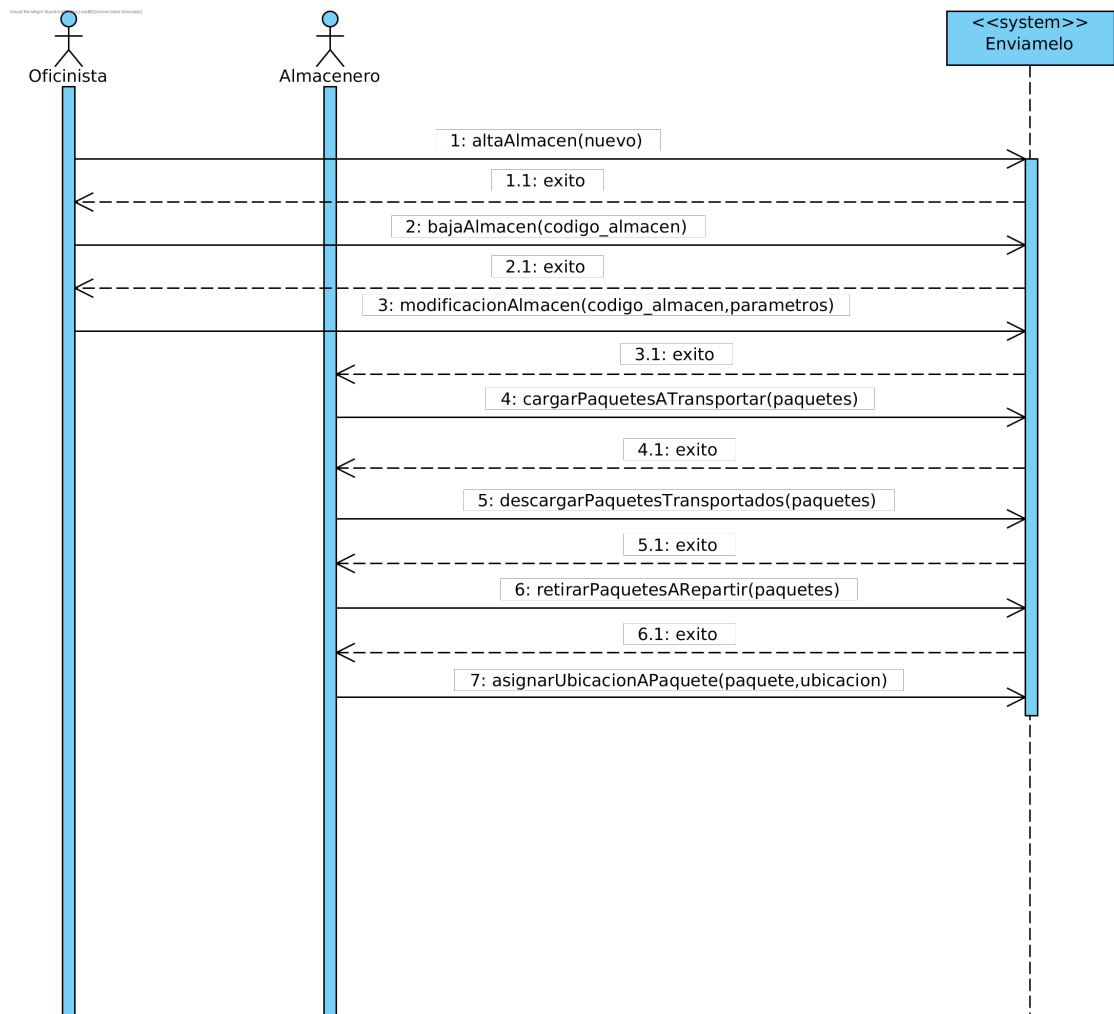 Oficinista
Almacenero
<<system>>
Enviamelo
1: altaAlmacen(nuevo)
1.1: exito
2: bajaAlmacen(codigo_almacen)
2.1: exito
3: modificacionAlmacen(codigo_almacen,parametros)
3.1: exito
4: cargarPaquetesATransportar(paquetes)
4.1: exito
5: descargarPaquetesTransportados(paquetes)
5.1: exito
6: retirarPaquetesARepartir(paquetes)
6.1: exito
7: asignarUbicacionAPaquete(paquete,ubicacion)